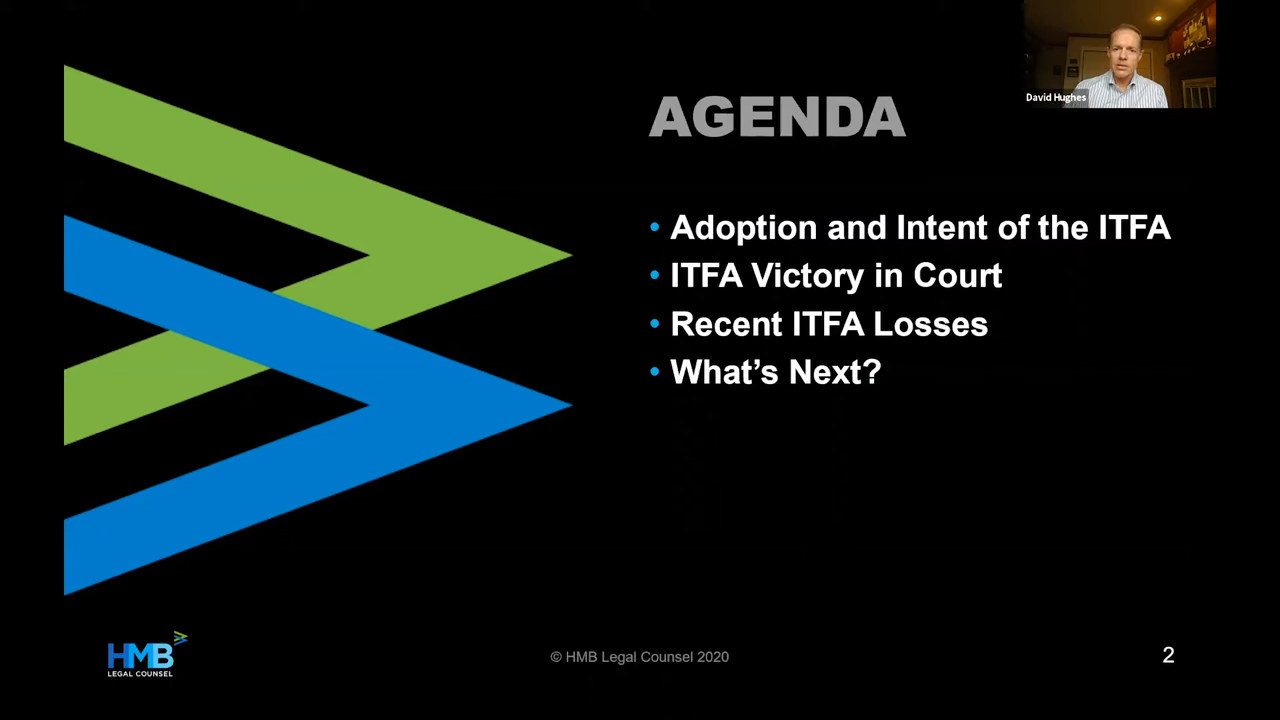 David Hughes
AGENDA
• Adoption and Intent of the ITFA
• ITFA Victory in Court
• Recent ITFA Losses
• What’s Next?
HMB
LEGAL COUNSEL
© HMB Legal Counsel 2020
2